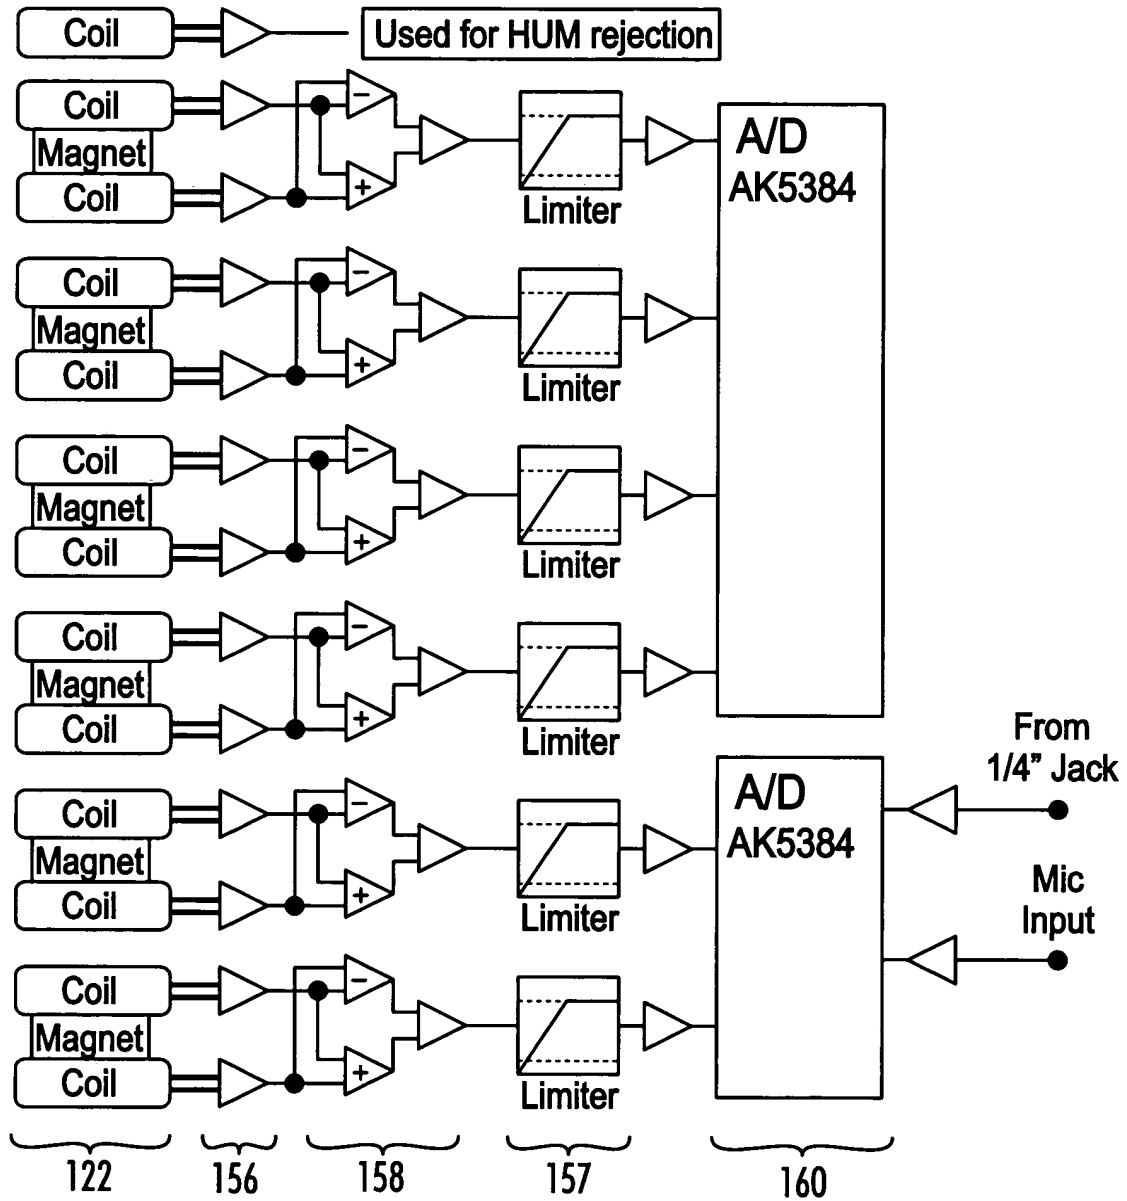 Coil
Used for HUM rejection
Coil
Magnet
Coil
−
+
Limiter
A/D
AK5384
Coil
Magnet
Coil
−
+
Limiter
Coil
Magnet
Coil
−
+
Limiter
Coil
Magnet
Coil
−
+
Limiter
From
1/4” Jack
Coil
Magnet
Coil
−
+
Limiter
A/D
AK5384
Mic
Input
Coil
Magnet
Coil
−
+
Limiter
122 156 158 157 160